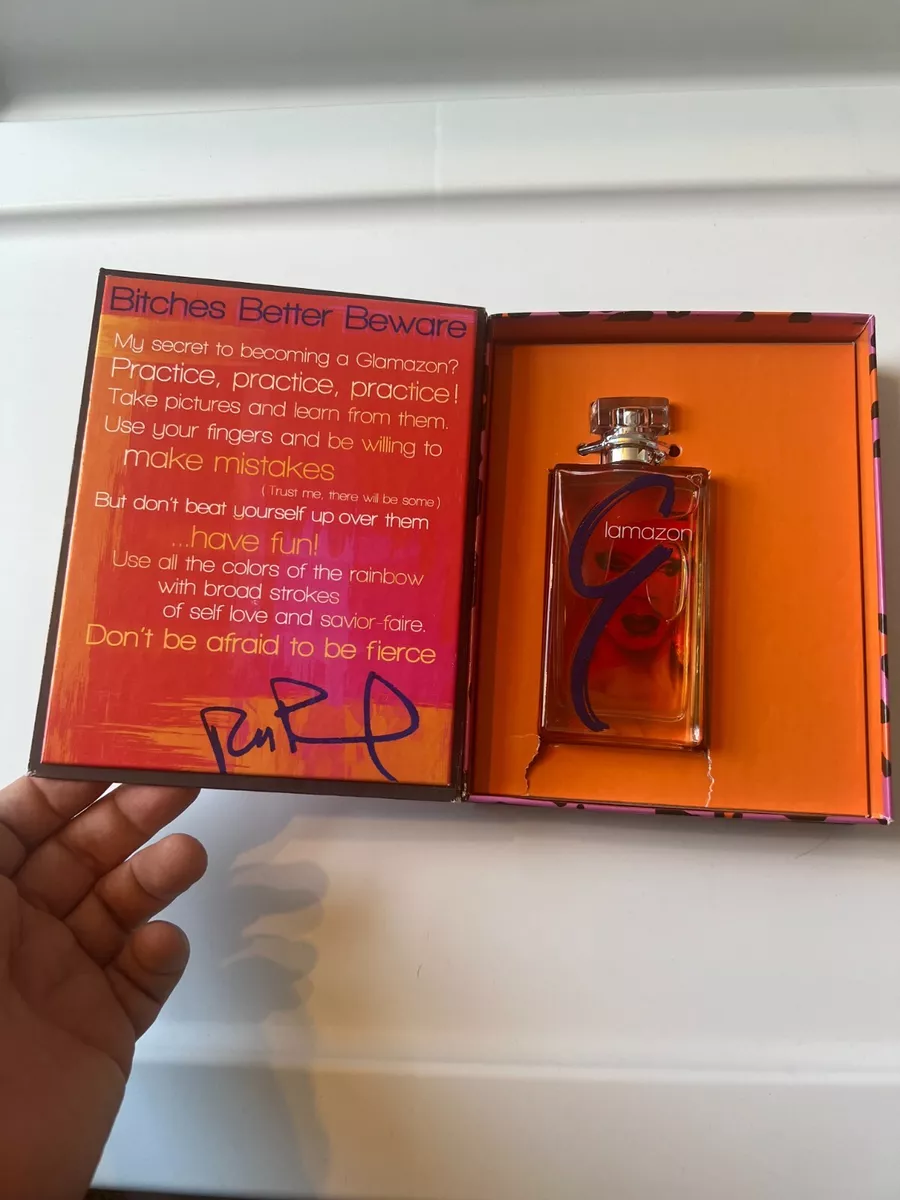 Bitches Better Beware
My secret to becoming a Glamazon?
Practice, practice, practice!
Take pictures and learn from them.
Use your fingers and be willing to
make mistakes
(Trust me, there will be some)
But don't beat yourself up over them
...have fun!
Use all the colors of the rainbow
with broad strokes
of self love and savior-faire.
Don't be afraid to be fierce
RuPaul
Glamazon